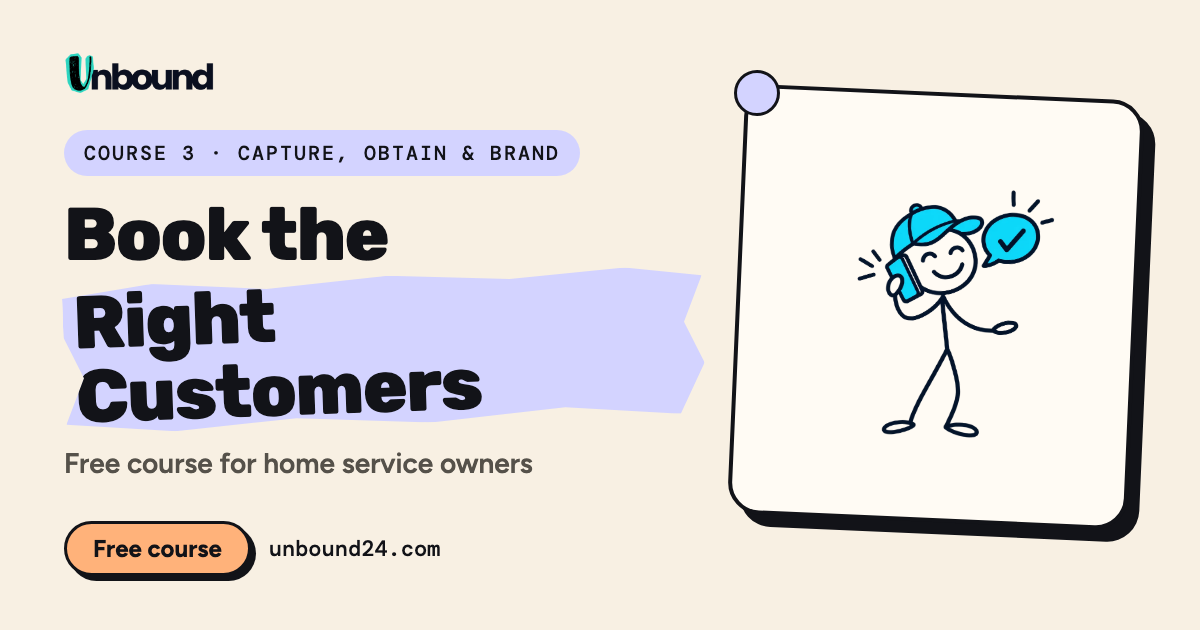 Unbound
COURSE 3 · CAPTURE, OBTAIN & BRAND
Book the
Right
Customers
Free course for home service owners
Free course
unbound24.com